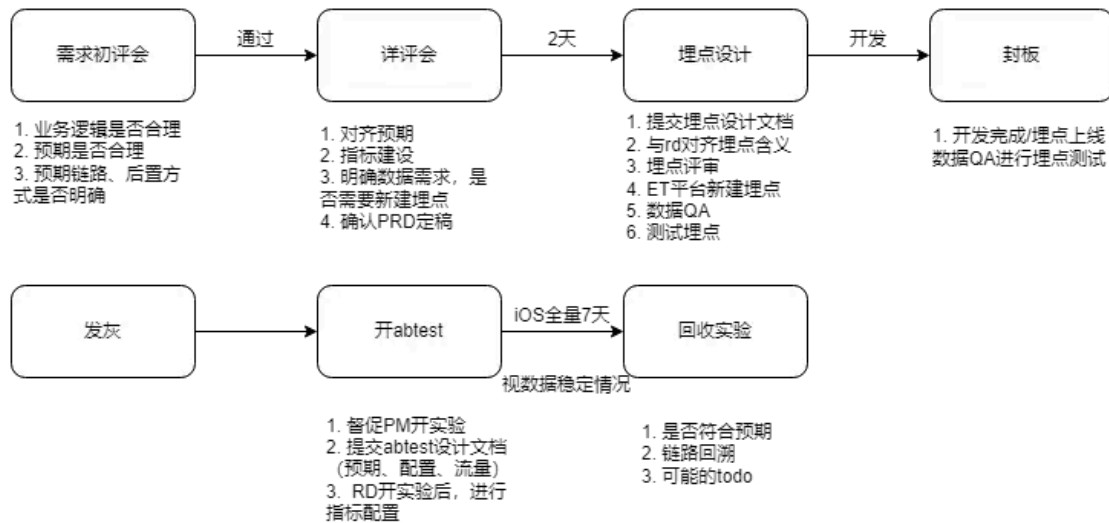 需求初评会
通过
详评会
2天
埋点设计
开发
封板
1. 业务逻辑是否合理
2. 预期是否合理
3. 预期链路、后置方
式是否明确
1. 对齐预期
2. 指标建设
3. 明确数据需求，是
否需要新建埋点
4. 确认PRD定稿
1. 提交埋点设计文档
2. 与rd对齐埋点含义
3. 埋点评审
4. ET平台新建埋点
5. 数据QA
6. 测试埋点
1. 开发完成/埋点上线
数据QA进行埋点测试
发灰
开abtest
iOS全量7天
视数据稳定情况
回收实验
1. 督促PM开实验
2. 提交abtest设计文档
（预期、配置、流量）
3. RD开实验后，进行
指标配置
1. 是否符合预期
2. 链路回溯
3. 可能的todo